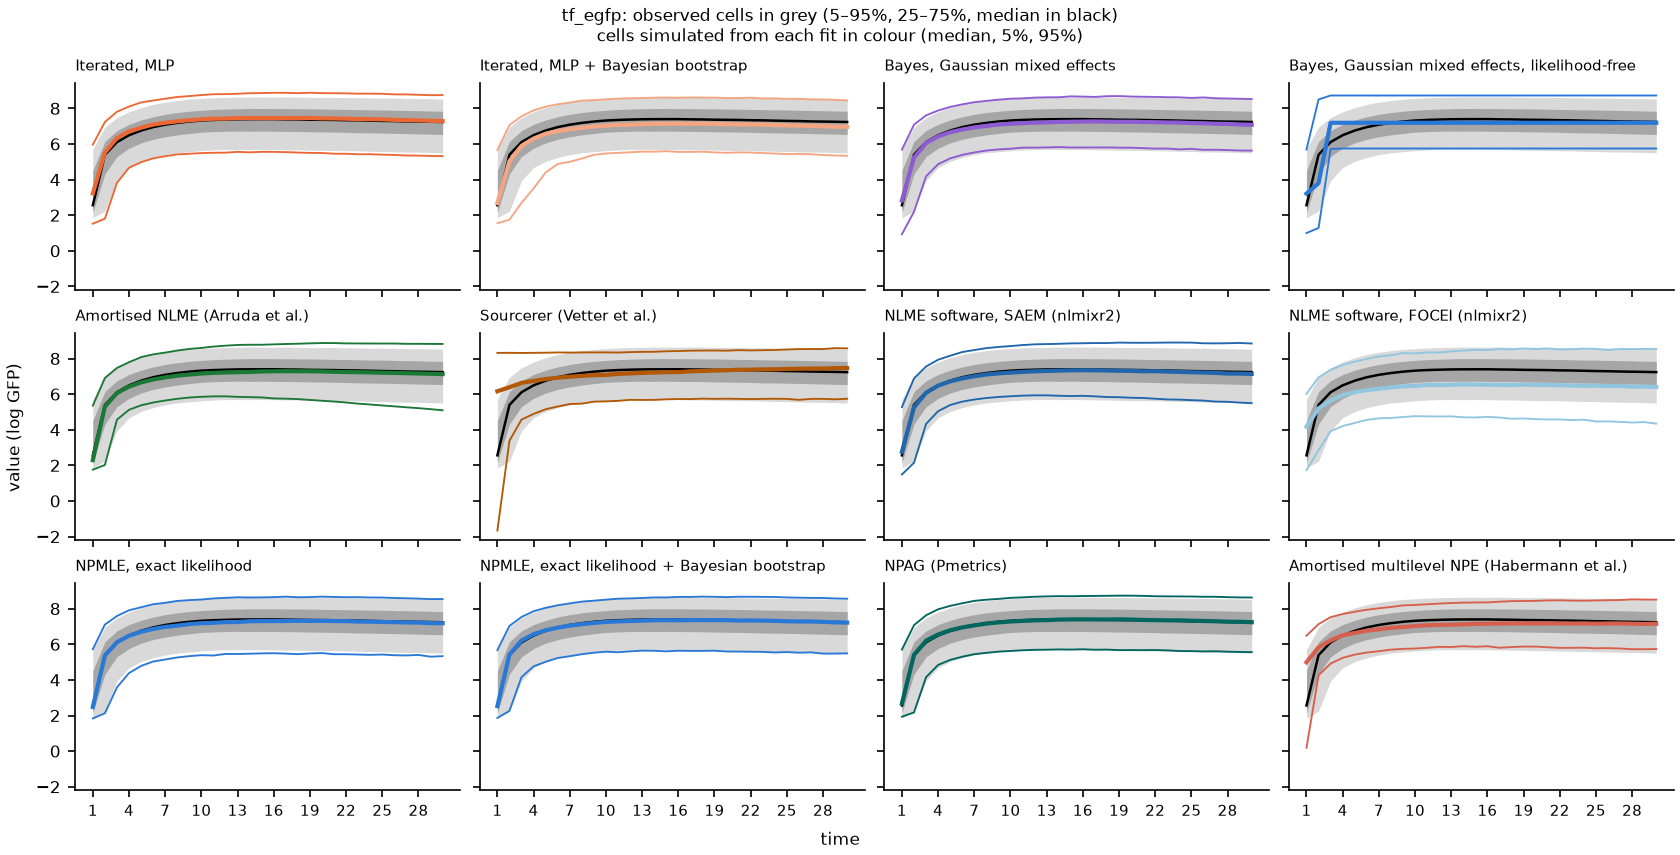 tf_egfp: observed cells in grey (5–95%, 25–75%, median in black)
cells simulated from each fit in colour (median, 5%, 95%)
Iterated, MLP
Iterated, MLP + Bayesian bootstrap
Bayes, Gaussian mixed effects
Bayes, Gaussian mixed effects, likelihood-free
8
6
4
2
0
−2
Amortised NLME (Arruda et al.)
Sourcerer (Vetter et al.)
NLME software, SAEM (nlmixr2)
NLME software, FOCEI (nlmixr2)
8
6
4
2
0
−2
value (log GFP)
NPMLE, exact likelihood
NPMLE, exact likelihood + Bayesian bootstrap
NPAG (Pmetrics)
Amortised multilevel NPE (Habermann et al.)
8
6
4
2
0
−2
1 4 7 10 13 16 19 22 25 28
1 4 7 10 13 16 19 22 25 28
1 4 7 10 13 16 19 22 25 28
1 4 7 10 13 16 19 22 25 28
time